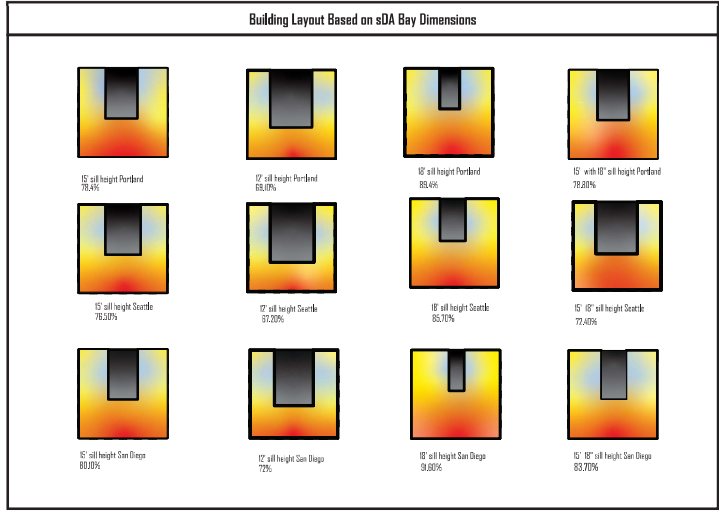 Building Layout Based on sDA Bay Dimensions
15' sill height Portland
78.4%
12' sill height Portland
68.10%
18' sill height Portland
89.4%
15' with 18" sill height Portland
78.80%
15' sill height Seattle
76.50%
12' sill height Seattle
67.20%
18' sill height Seattle
85.70%
15' 18" sill height Seattle
77.40%
15' sill height San Diego
80.10%
12' sill height San Diego
72%
18' sill height San Diego
91.60%
15' 18" sill height San Diego
83.70%